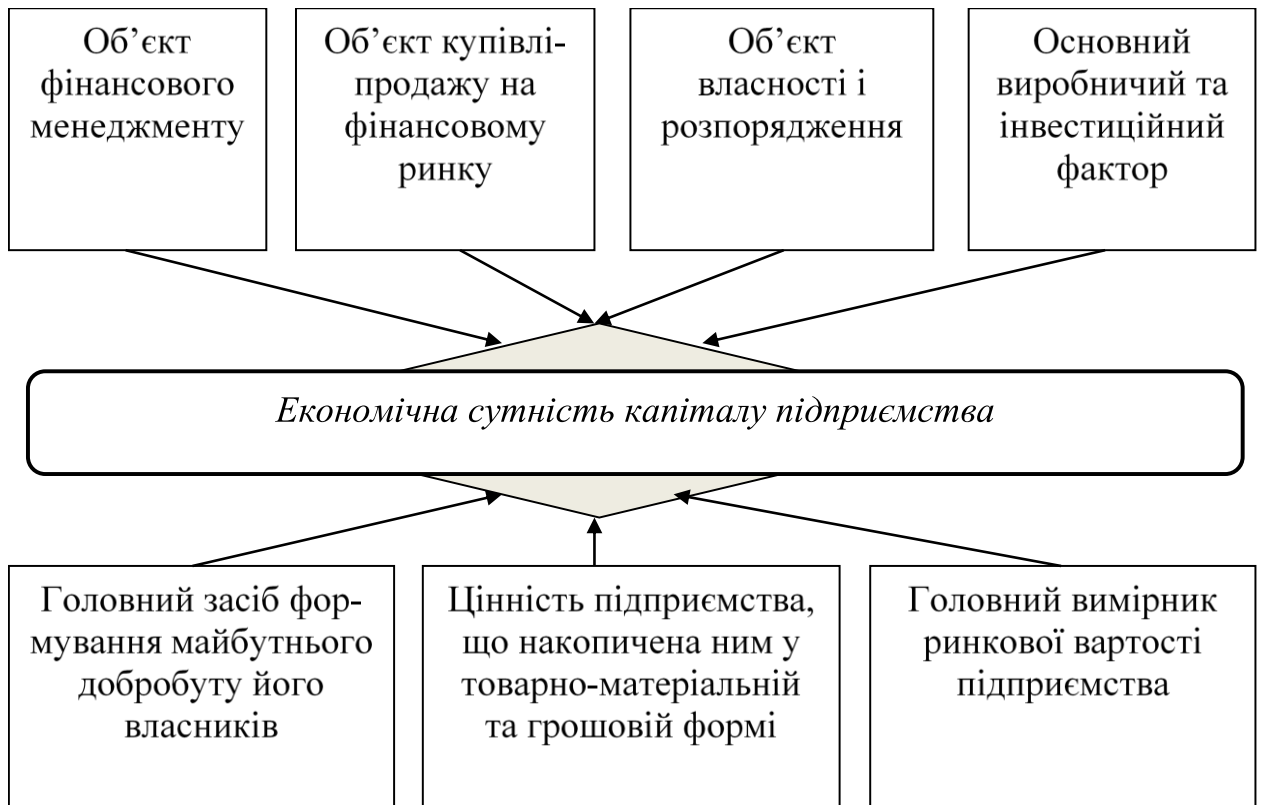 Об’єкт
фінансового
менеджменту
Об’єкт купівлі-
продажу на
фінансовому
ринку
Об’єкт
власності і
розпорядження
Основний
виробничий та
інвестиційний
фактор
Економічна сутність капіталу підприємства
Головний засіб фор-
мування майбутнього
добробуту його
власників
Цінність підприємства,
що накопичена ним у
товарно-матеріальній
та грошовій формі
Головний вимірник
ринкової вартості
підприємства